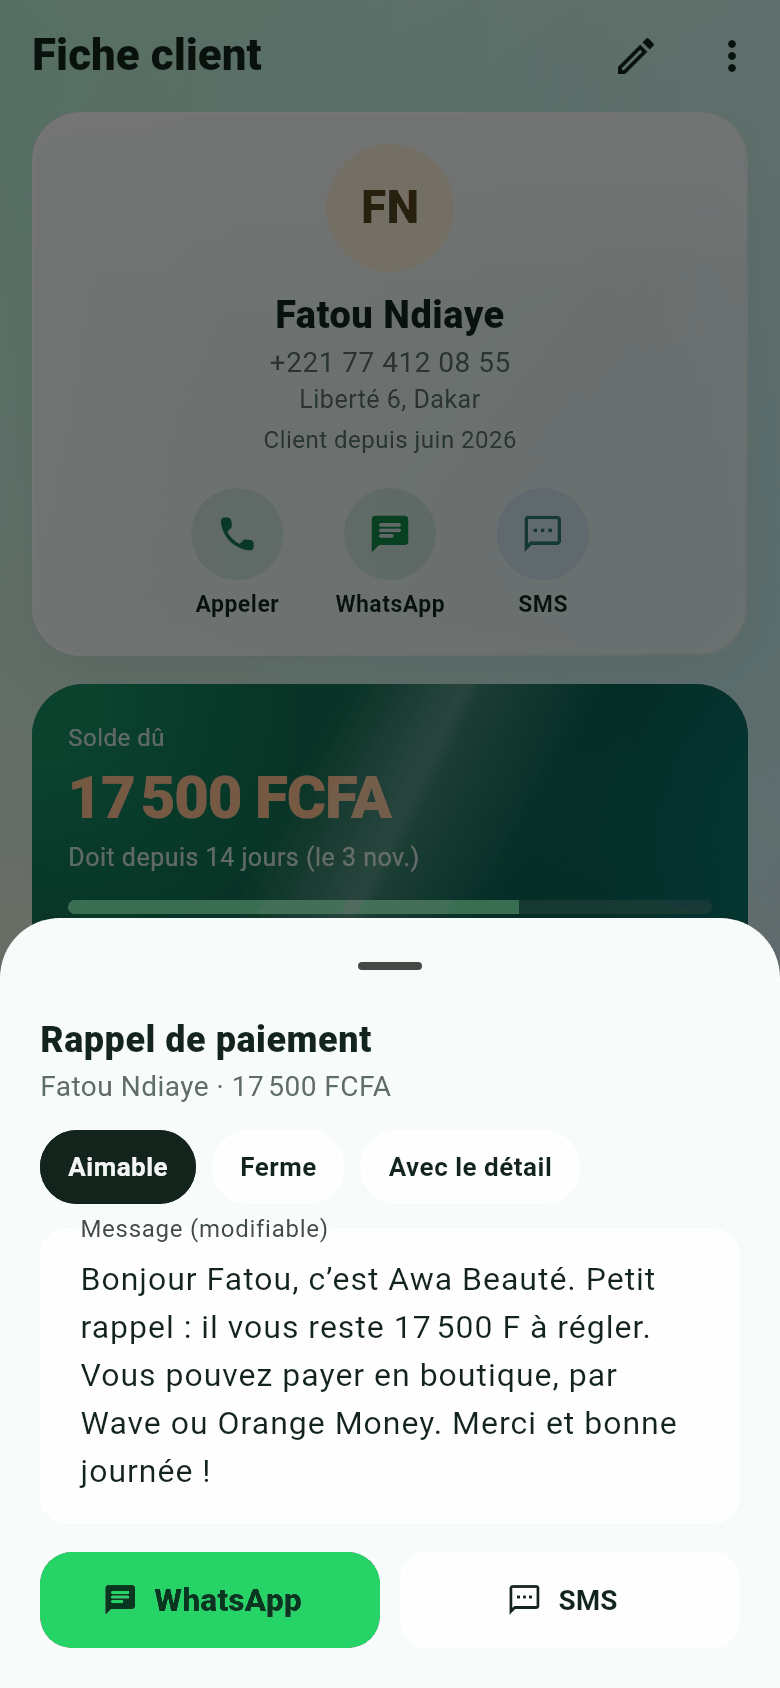 Fiche client
FN
Fatou Ndiaye
+221 77 412 08 55
Liberté 6, Dakar
Client depuis juin 2026
Appeler
WhatsApp
SMS
Solde dû
17 500 FCFA
Doit depuis 14 jours (le 3 nov.)
Rappel de paiement
Fatou Ndiaye · 17 500 FCFA
Aimable
Ferme
Avec le détail
Message (modifiable)
Bonjour Fatou, c’est Awa Beauté. Petit
rappel : il vous reste 17 500 F à régler.
Vous pouvez payer en boutique, par
Wave ou Orange Money. Merci et bonne
journée !
WhatsApp
SMS